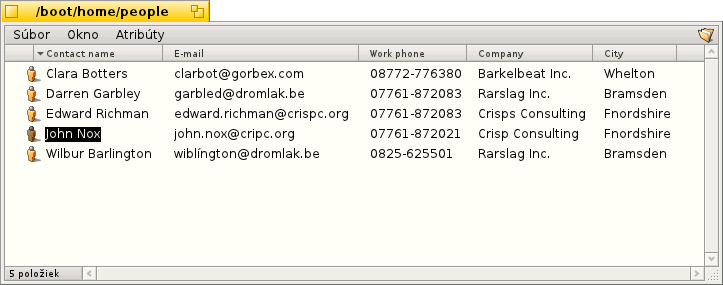 /boot/home/people
Súbor Okno Atribúty
Contact name E-mail Work phone Company City
Clara Botters clarbot@gorbex.com 08772-776380 Barkelbeat Inc. Whelton
Darren Garbley garbled@dromlak.be 07761-872083 Rarslag Inc. Bramsden
Edward Richman edward.richman@crispc.org 07761-872083 Crisps Consulting Fnordshire
John Nox john.nox@cripc.org 07761-872021 Crisp Consulting Fnordshire
Wilbur Barlington wiblíngton@dromlak.be 0825-625501 Rarslag Inc. Bramsden
5 položiek